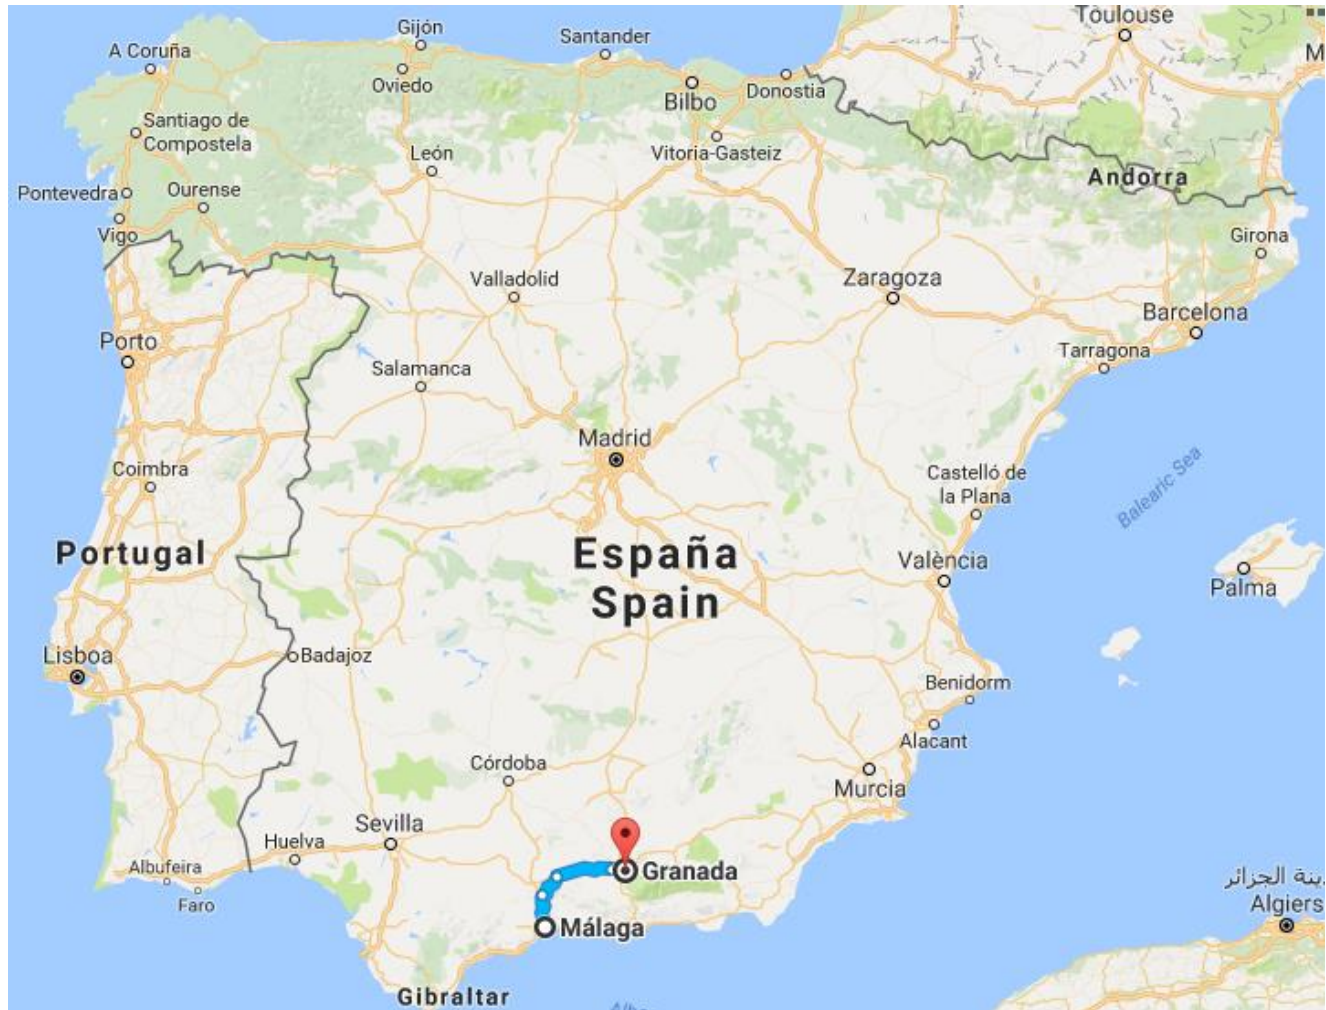 Toulouse
Gijón
Santander
A Coruña
M
Oviedo
Bilbo
Donostia
Santiago de
Compostela
León
Vitoria-Gasteiz
Andorra
Pontevedra
Ourense
Vigo
Girona
Valladolid
Zaragoza
Barcelona
Porto
Tarragona
Salamanca
Madrid
Coimbra
Castelló de
la Plana
Balearic Sea
Portugal
España
Spain
València
Palma
Lisboa
Badajoz
Benidorm
Alacant
Córdoba
Murcia
Sevilla
Huelva
Albufeira
Granada
Faro
ينة الجزائر
Algiers
Málaga
Gibraltar